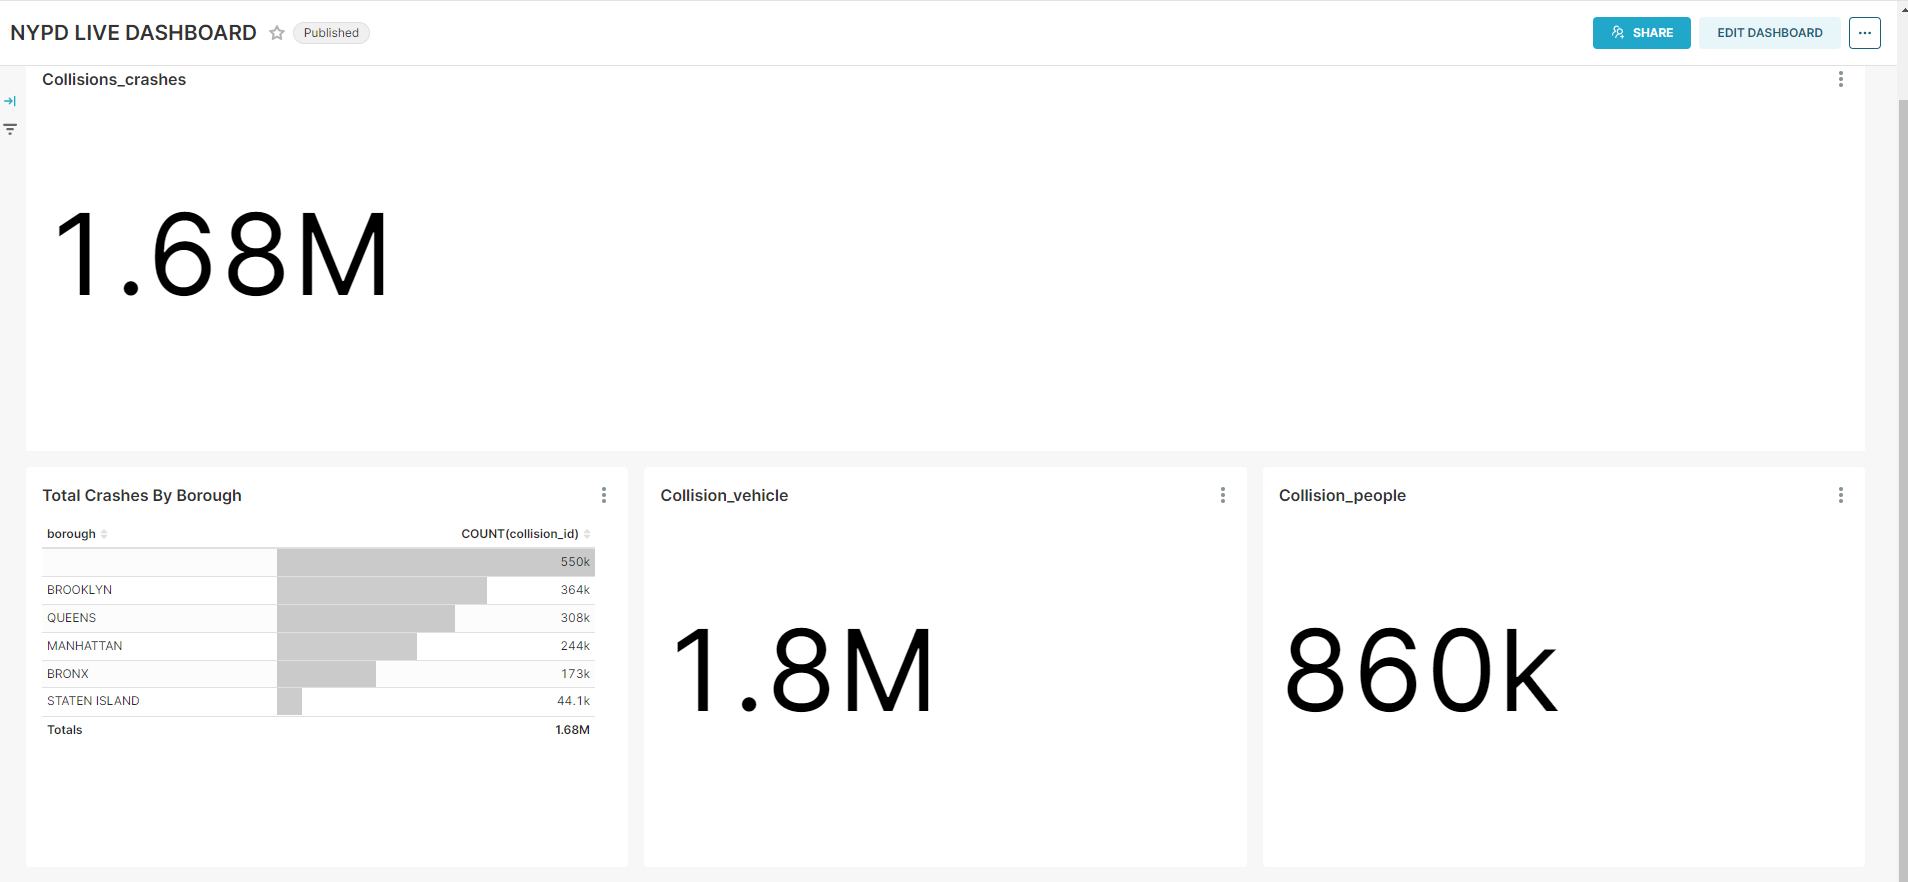 NYPD LIVE DASHBOARD Published SHARE EDIT DASHBOARD ...
Collisions_crashes
1.68M
Total Crashes By Borough
borough COUNT(collision_id)
550k
BROOKLYN 364k
QUEENS 308k
MANHATTAN 244k
BRONX 173k
STATEN ISLAND 44.1k
Totals 1.68M
Collision_vehicle
1.8M
Collision_people
860k